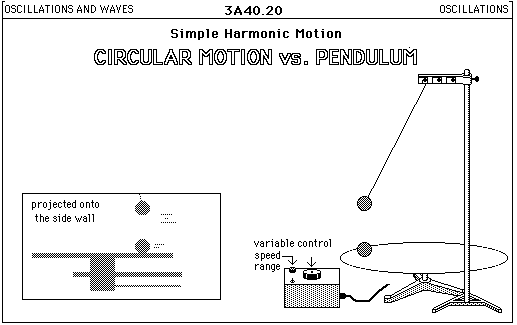 OSCILLATIONS AND WAVES
3A40.20
OSCILLATIONS
Simple Harmonic Motion
CIRCULAR MOTION vs. PENDULUM
projected onto
the side wall
variable control
speed
range